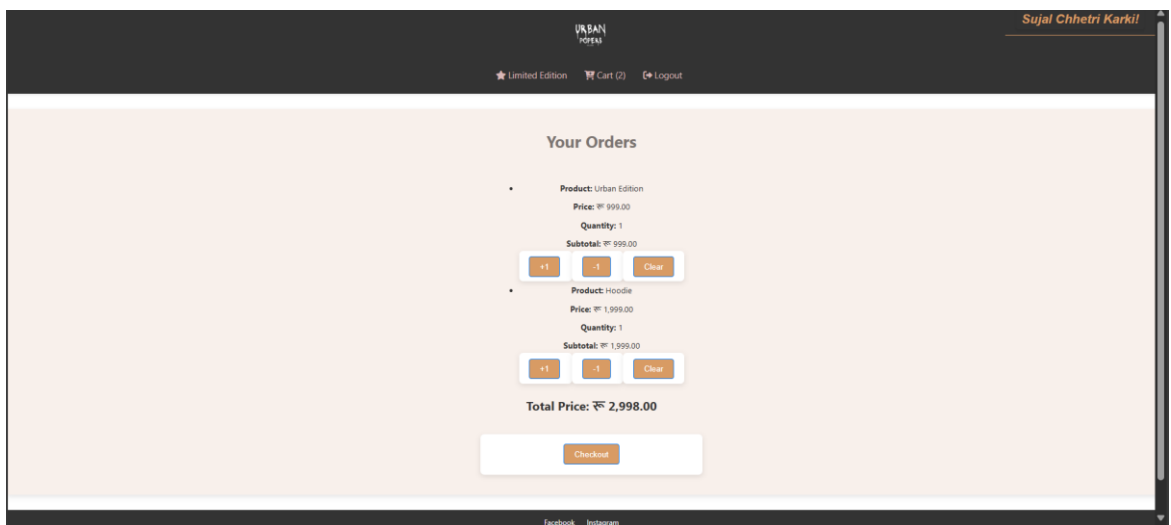 Sujal Chhetri Karki!
URBAN
POPEAS
Limited Edition Cart (2) Logout
Your Orders
Product: Urban Edition
Price: रू 999.00
Quantity: 1
Subtotal: रू 999.00
+1 -1 Clear
Product: Hoodie
Price: रू 1,999.00
Quantity: 1
Subtotal: रू 1,999.00
+1 -1 Clear
Total Price: रू 2,998.00
Checkout
Facebook Instagram